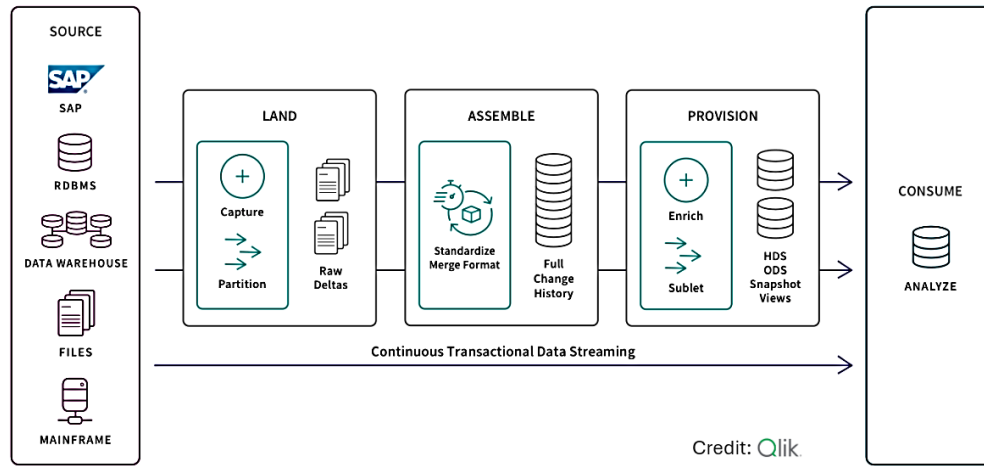 SOURCE
SAP
SAP
RDBMS
DATA WAREHOUSE
FILES
MAINFRAME
LAND
Capture
Partition
Raw
Deltas
ASSEMBLE
Standardize
Merge Format
Full
Change
History
PROVISION
Enrich
Sublet
HDS
ODS
Snapshot
Views
Continuous Transactional Data Streaming
CONSUME
ANALYZE
Credit: Qlik